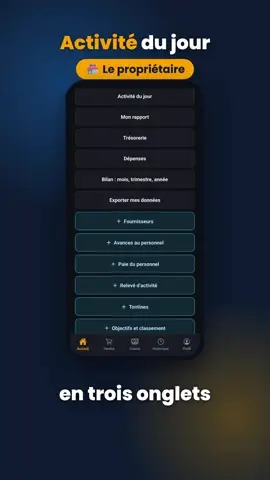 Activité du jour
Le propriétaire
Activité du jour
Mon rapport
Trésorerie
Dépenses
Bilan : mois, trimestre, année
Exporter mes données
+ Fournisseurs
+ Avances au personnel
+ Paie du personnel
+ Relevé d'activité
+ Tontines
+ Objectifs et classement
Activité
Historique
Profil
en trois onglets